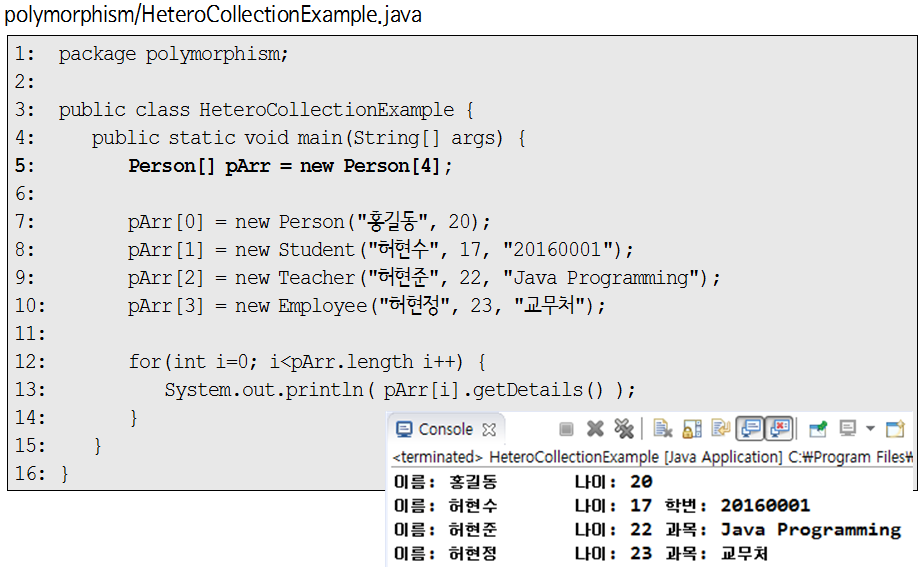 polymorphism/HeteroCollectionExample.java
1: package polymorphism;
2:
3: public class HeteroCollectionExample {
4: public static void main(String[] args) {
5: Person[] pArr = new Person[4];
6:
7: pArr[0] = new Person("홍길동", 20);
8: pArr[1] = new Student("허현수", 17, "20160001");
9: pArr[2] = new Teacher("허현준", 22, "Java Programming");
10: pArr[3] = new Employee("허현정", 23, "교무처");
11:
12: for(int i=0; i<pArr.length i++) {
13: System.out.println( pArr[i].getDetails() );
14: }
15: }
16: }
Console
<terminated> HeteroCollectionExample [Java Application] C:₩Program Files₩
이름: 홍길동 나이: 20
이름: 허현수 나이: 17 학번: 20160001
이름: 허현준 나이: 22 과목: Java Programming
이름: 허현정 나이: 23 과목: 교무처